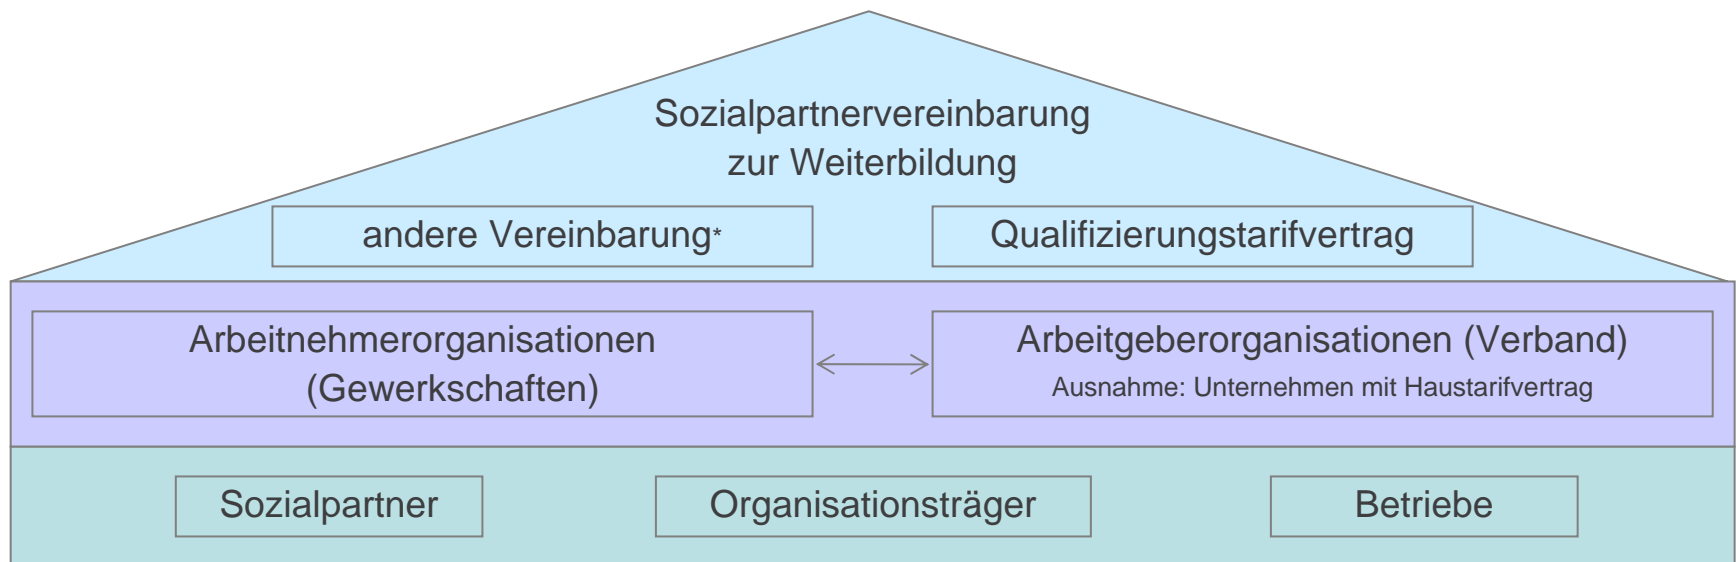 Sozialpartnervereinbarung
zur Weiterbildung
andere Vereinbarung*
Qualifizierungstarifvertrag
Arbeitnehmerorganisationen
(Gewerkschaften)
Arbeitgeberorganisationen (Verband)
Ausnahme: Unternehmen mit Haustarifvertrag
Sozialpartner
Organisationsträger
Betriebe